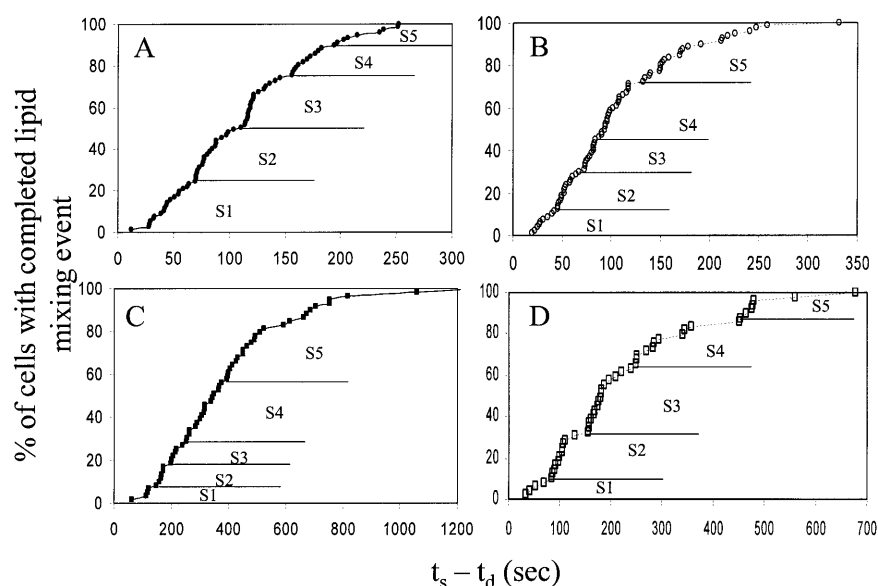 % of cells with completed lipid
mixing event
A
100
80
60
40
20
0
S5
S4
S3
S2
S1
0 50 100 150 200 250 300
B
100
80
60
40
20
0
S5
S4
S3
S2
S1
0 50 100 150 200 250 300 350
C
100
80
60
40
20
0
S5
S4
S3
S2
S1
0 200 400 600 800 1000 1200
D
100
80
60
40
20
0
S5
S4
S3
S2
S1
0 100 200 300 400 500 600 700
ts – td (sec)